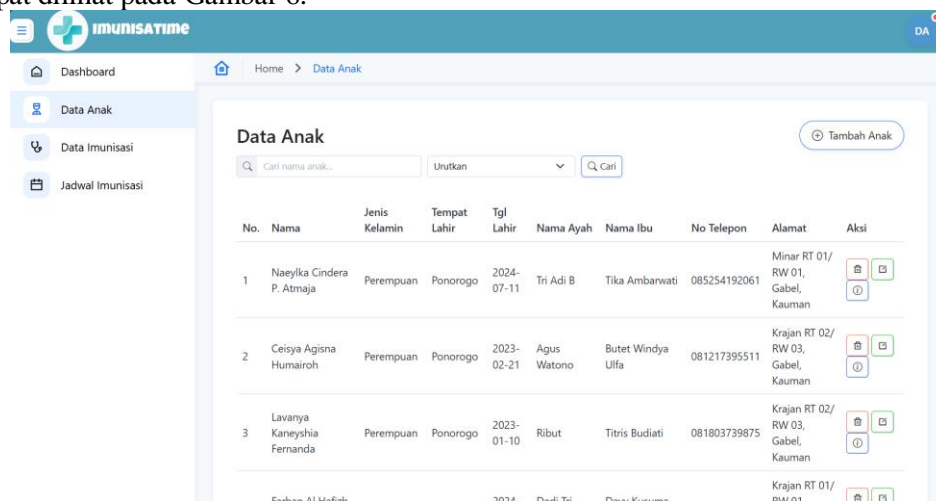 pat dilihat pada Gambar 6.
IMUNISATIME
DA
Dashboard
Data Anak
Data Imunisasi
Jadwal Imunisasi
Home > Data Anak
Data Anak
Tambah Anak
Cari nama anak...
Urutkan
Cari
No. Nama Jenis Kelamin Tempat Lahir Tgl Lahir Nama Ayah Nama Ibu No Telepon Alamat Aksi
1 Naeylka Cindera P. Atmaja Perempuan Ponorogo 2024-07-11 Tri Adi B Tika Ambarwati 085254192061 Minar RT 01/ RW 01, Gabel, Kauman
2 Ceisya Agisna Humairoh Perempuan Ponorogo 2023-02-21 Agus Watono Butet Windya Ulfa 081217395511 Krajan RT 02/ RW 03, Gabel, Kauman
3 Lavanya Kaneyshia Fernanda Perempuan Ponorogo 2023-01-10 Ribut Titris Budiati 081803739875 Krajan RT 02/ RW 03, Gabel, Kauman
Krajan RT 01/